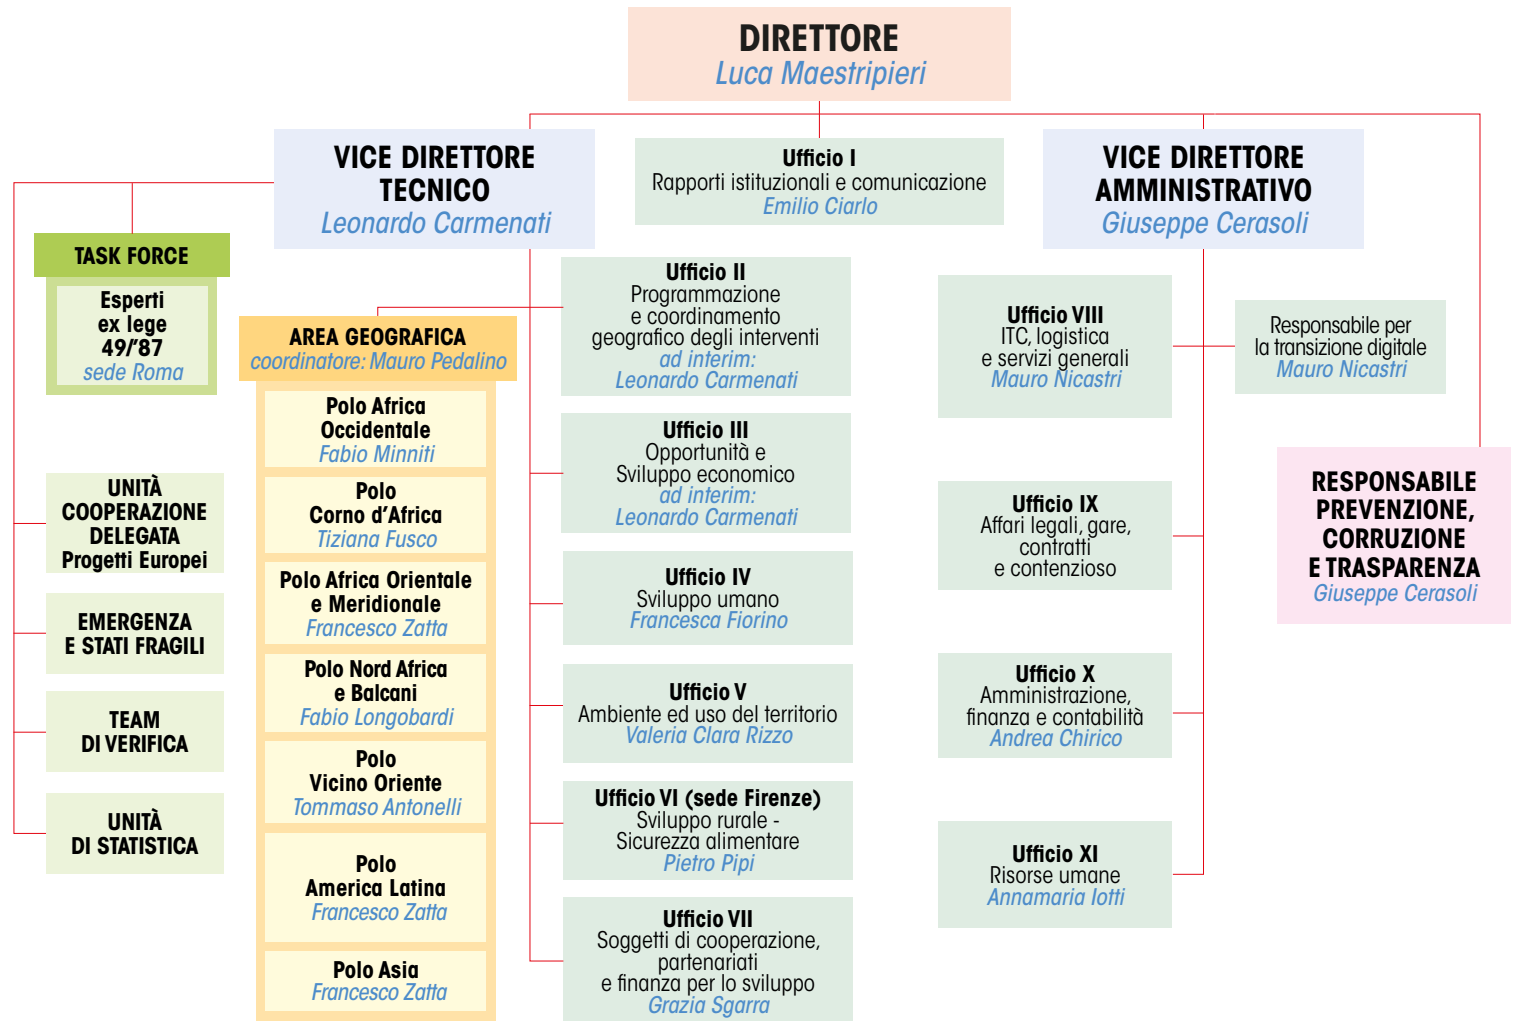 DIRETTORE
Luca Maestripieri
VICE DIRETTORE
TECNICO
Leonardo Carmenati
Ufficio I
Rapporti istituzionali e comunicazione
Emilio Ciarlo
VICE DIRETTORE
AMMINISTRATIVO
Giuseppe Cerasoli
TASK FORCE
Esperti
ex lege
49/'87
sede Roma
UNITÀ
COOPERAZIONE
DELEGATA
Progetti Europei
EMERGENZA
E STATI FRAGILI
TEAM
DI VERIFICA
UNITÀ
DI STATISTICA
AREA GEOGRAFICA
coordinatore: Mauro Pedalino
Polo Africa
Occidentale
Fabio Minniti
Polo
Corno d'Africa
Tiziana Fusco
Polo Africa Orientale
e Meridionale
Francesco Zatta
Polo Nord Africa
e Balcani
Fabio Longobardi
Polo
Vicino Oriente
Tommaso Antonelli
Polo
America Latina
Francesco Zatta
Polo Asia
Francesco Zatta
Ufficio II
Programmazione
e coordinamento
geografico degli interventi
ad interim:
Leonardo Carmenati
Ufficio III
Opportunità e
Sviluppo economico
ad interim:
Leonardo Carmenati
Ufficio IV
Sviluppo umano
Francesca Fiorino
Ufficio V
Ambiente ed uso del territorio
Valeria Clara Rizzo
Ufficio VI (sede Firenze)
Sviluppo rurale -
Sicurezza alimentare
Pietro Pipi
Ufficio VII
Soggetti di cooperazione,
partenariati
e finanza per lo sviluppo
Grazia Sgarra
Ufficio VIII
ITC, logistica
e servizi generali
Mauro Nicastri
Responsabile per
la transizione digitale
Mauro Nicastri
Ufficio IX
Affari legali, gare,
contratti
e contenzioso
Ufficio X
Amministrazione,
finanza e contabilità
Andrea Chirico
Ufficio XI
Risorse umane
Annamaria Iotti
RESPONSABILE
PREVENZIONE,
CORRUZIONE
E TRASPARENZA
Giuseppe Cerasoli